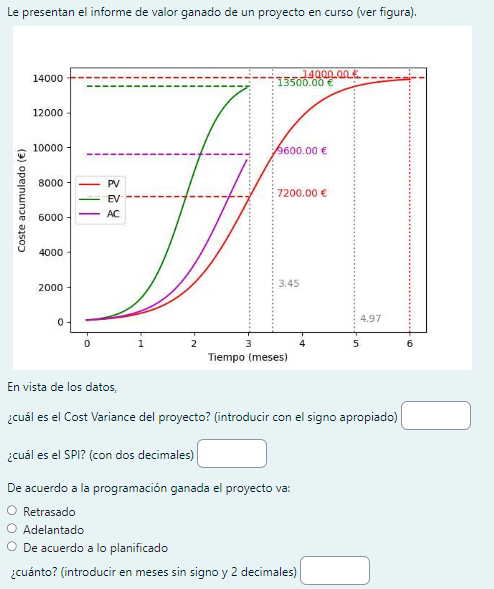 Le presentan el informe de valor ganado de un proyecto en curso (ver figura).
14000.00 €
13500.00 €
9600.00 €
7200.00 €
3.45
4.97
14000
12000
10000
8000
6000
4000
2000
0
Coste acumulado (€)
PV
EV
AC
0 1 2 3 4 5 6
Tiempo (meses)
En vista de los datos,
¿cuál es el Cost Variance del proyecto? (introducir con el signo apropiado)
¿cuál es el SPI? (con dos decimales)
De acuerdo a la programación ganada el proyecto va:
Retrasado
Adelantado
De acuerdo a lo planificado
¿cuánto? (introducir en meses sin signo y 2 decimales)